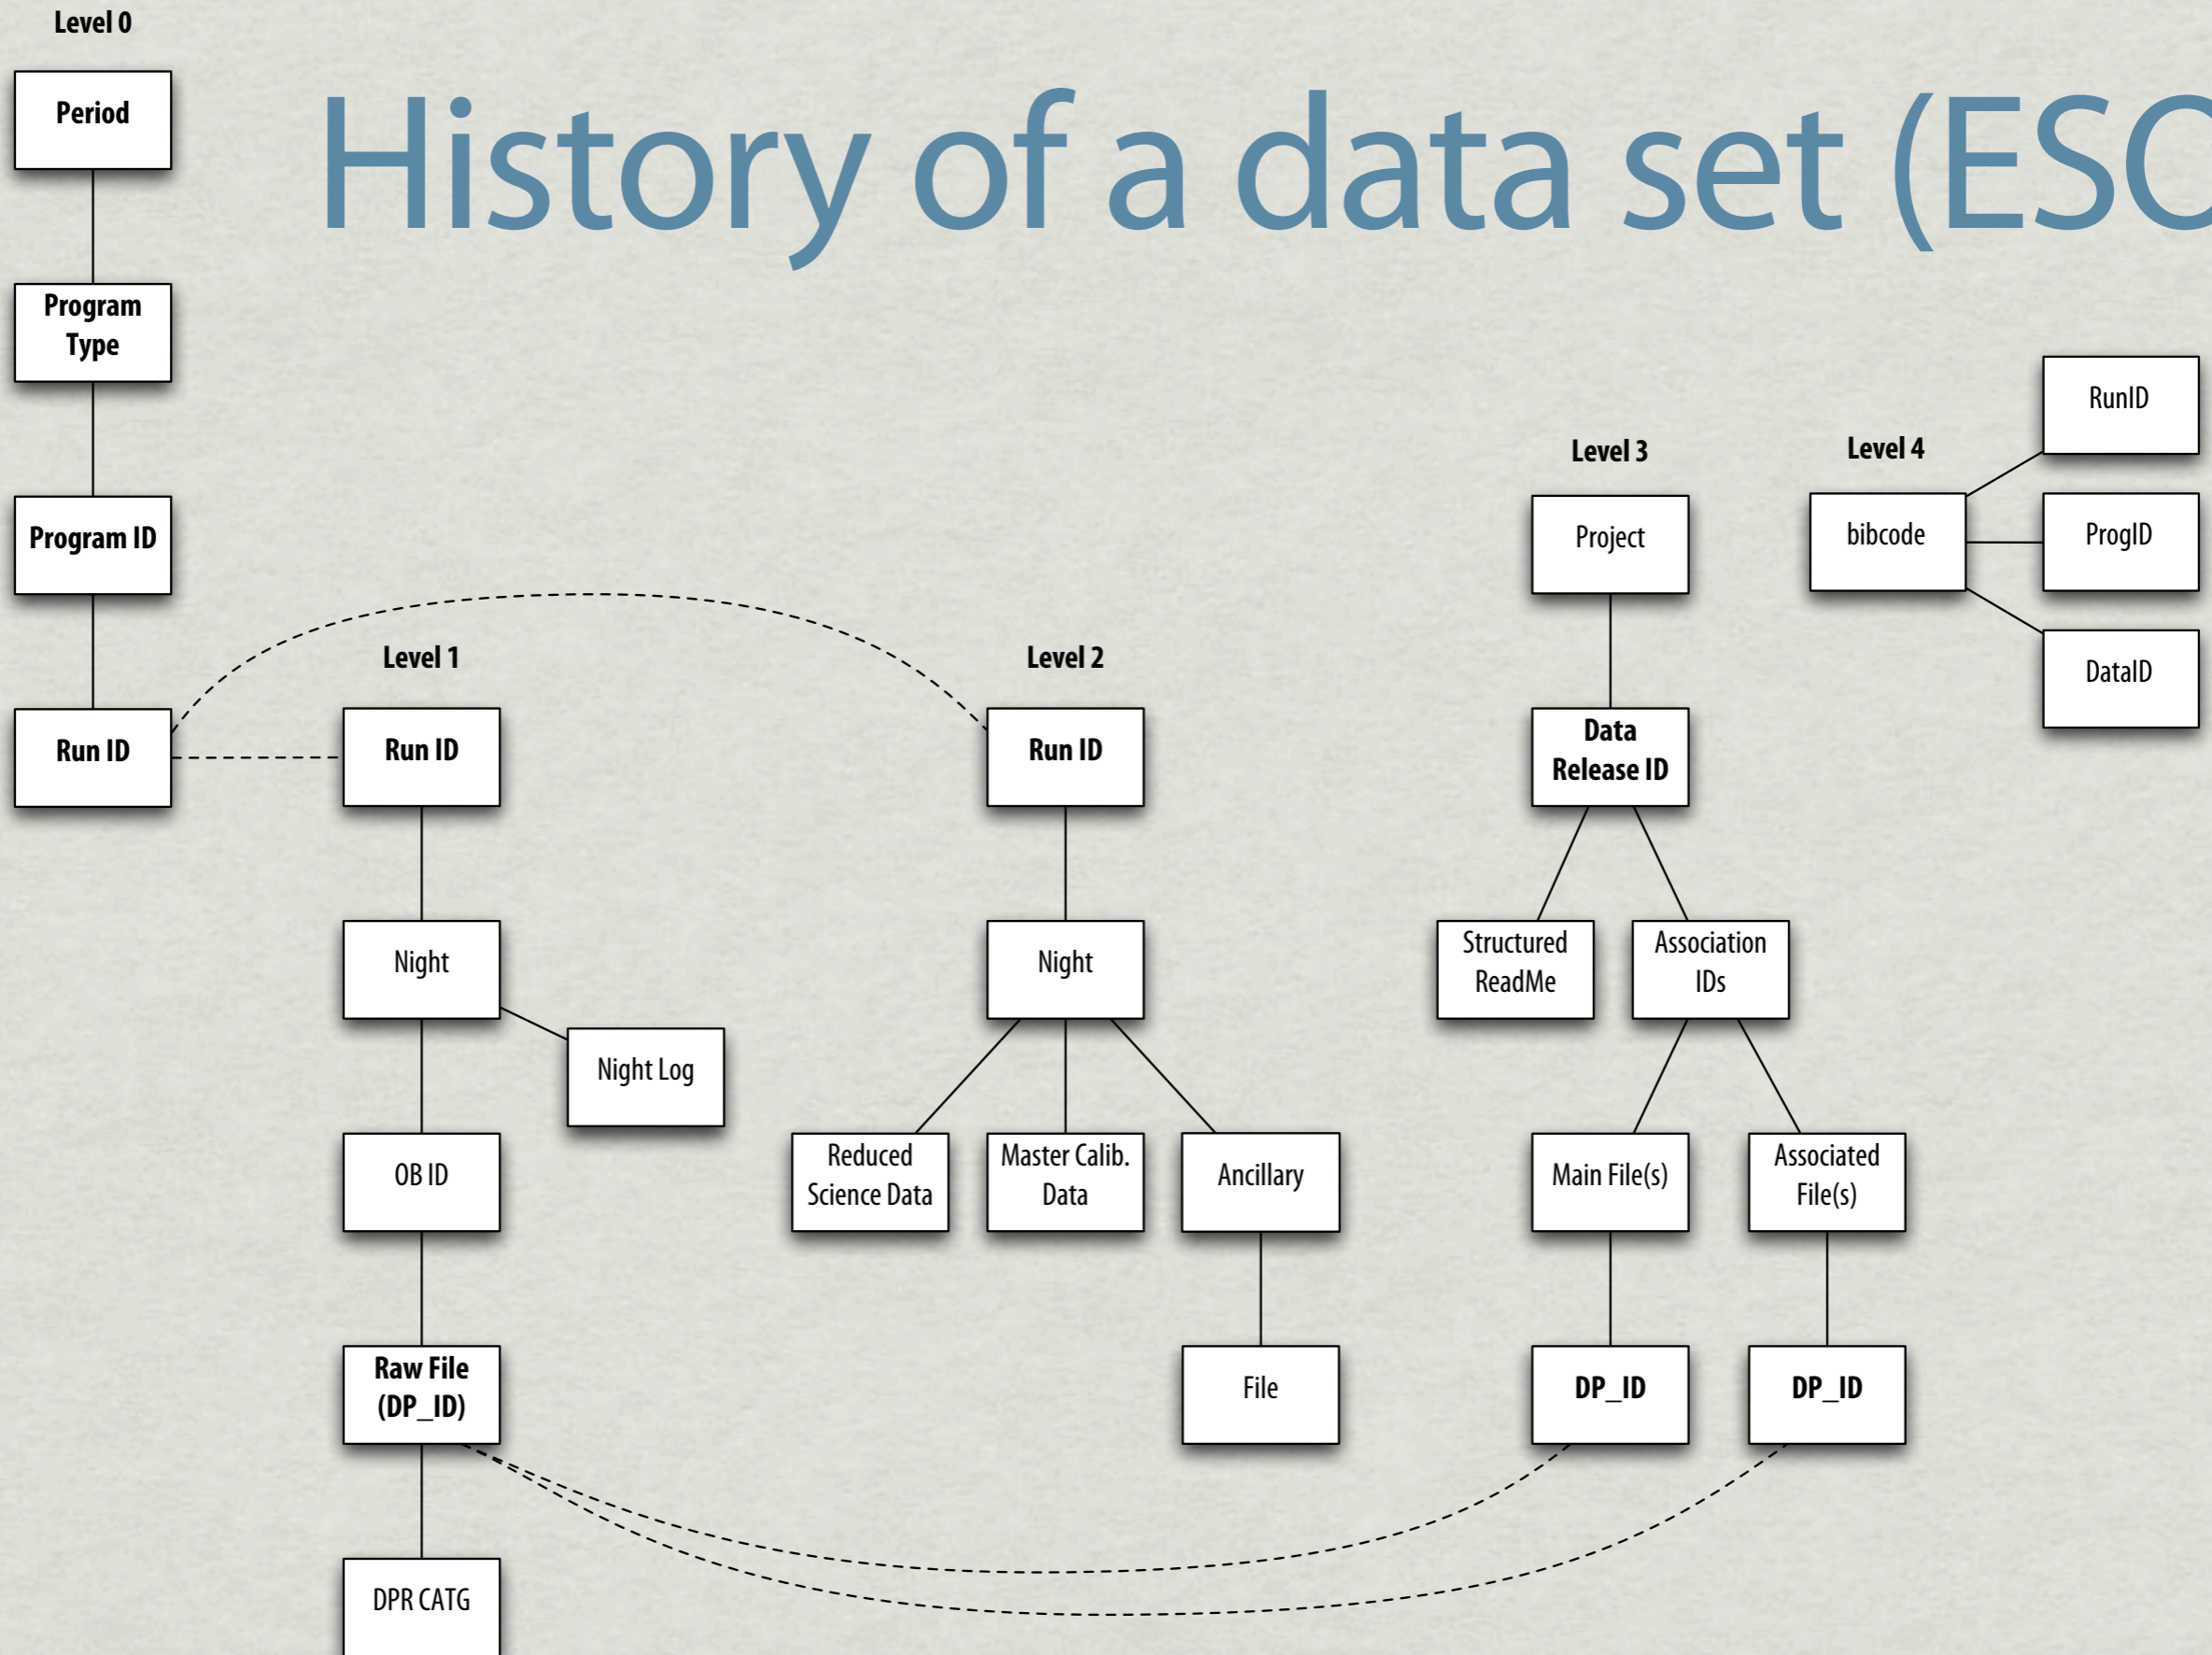 Level 0
Period
History of a data set (ESO
Program
Type
Program ID
Run ID
Level 1
Run ID
Night
Night Log
OB ID
Raw File
(DP_ID)
DPR CATG
Level 2
Run ID
Night
Reduced
Science Data
Master Calib.
Data
Ancillary
File
Level 3
Project
Data
Release ID
Structured
ReadMe
Association
IDs
Main File(s)
Associated
File(s)
DP_ID
DP_ID
Level 4
bibcode
RunID
ProgID
DataID